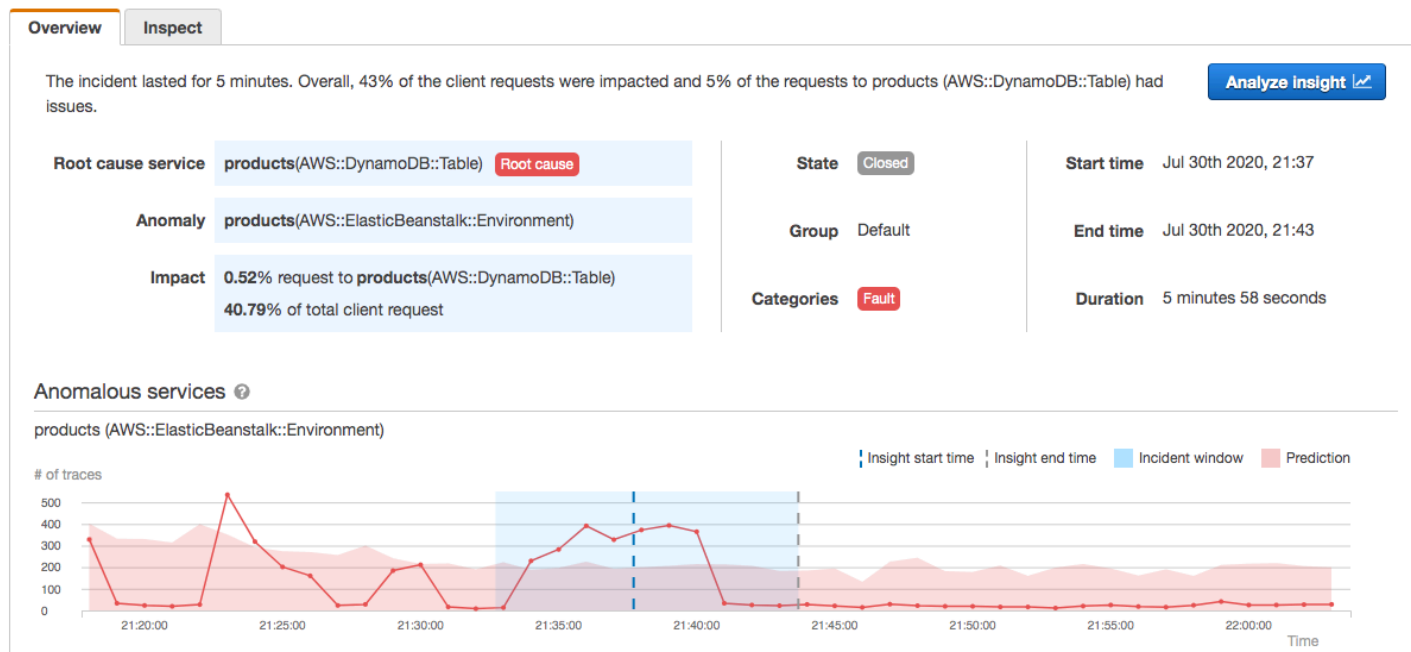 Overview Inspect
The incident lasted for 5 minutes. Overall, 43% of the client requests were impacted and 5% of the requests to products (AWS::DynamoDB::Table) had
issues.
Analyze insight
Root cause service products(AWS::DynamoDB::Table) Root cause
Anomaly products(AWS::ElasticBeanstalk::Environment)
Impact 0.52% request to products(AWS::DynamoDB::Table)
40.79% of total client request
State Closed
Group Default
Categories Fault
Start time Jul 30th 2020, 21:37
End time Jul 30th 2020, 21:43
Duration 5 minutes 58 seconds
Anomalous services ?
products (AWS::ElasticBeanstalk::Environment)
Insight start time Insight end time Incident window Prediction
# of traces
500
400
300
200
100
0
21:20:00 21:25:00 21:30:00 21:35:00 21:40:00 21:45:00 21:50:00 21:55:00 22:00:00
Time